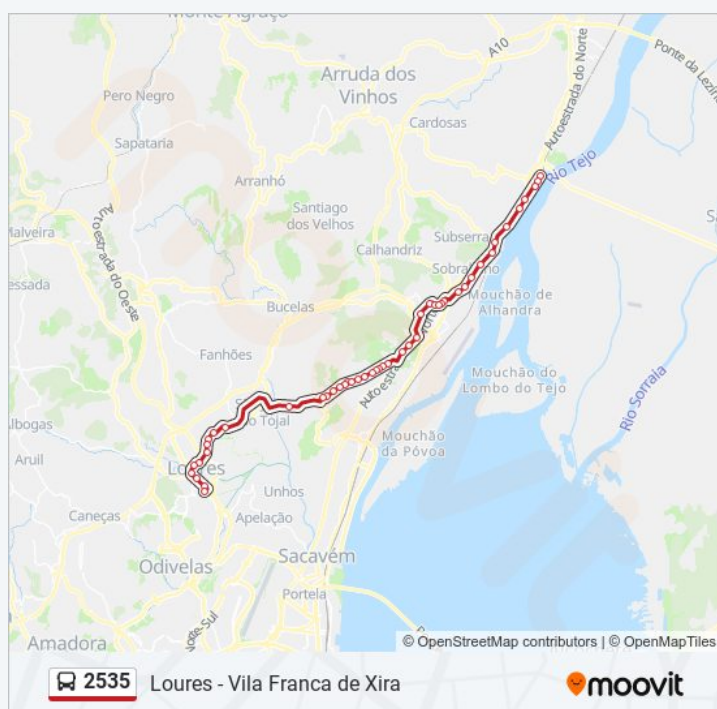 Monte Agraço
A10
Ponte da Lezíria
Arruda dos
Vinhos
Pero Negro
Cardosas
Autoestrada do Norte
Sapataria
Arranhó
Rio Tejo
Santiago
dos Velhos
Malveira
Autoestrada do Oeste
Calhandriz
Subserra
Sobralinho
Mouchão de
Alhandra
Bucelas
Fanhões
Mouchão do
Lombo do Tejo
Rio Sorraia
Tojal
Mouchão
da Póvoa
Aruil
Loures
Unhos
Caneças
Apelação
Sacavém
Odivelas
Portela
Amadora
© OpenStreetMap contributors | © OpenMapTiles
2535
Loures - Vila Franca de Xira
moovit